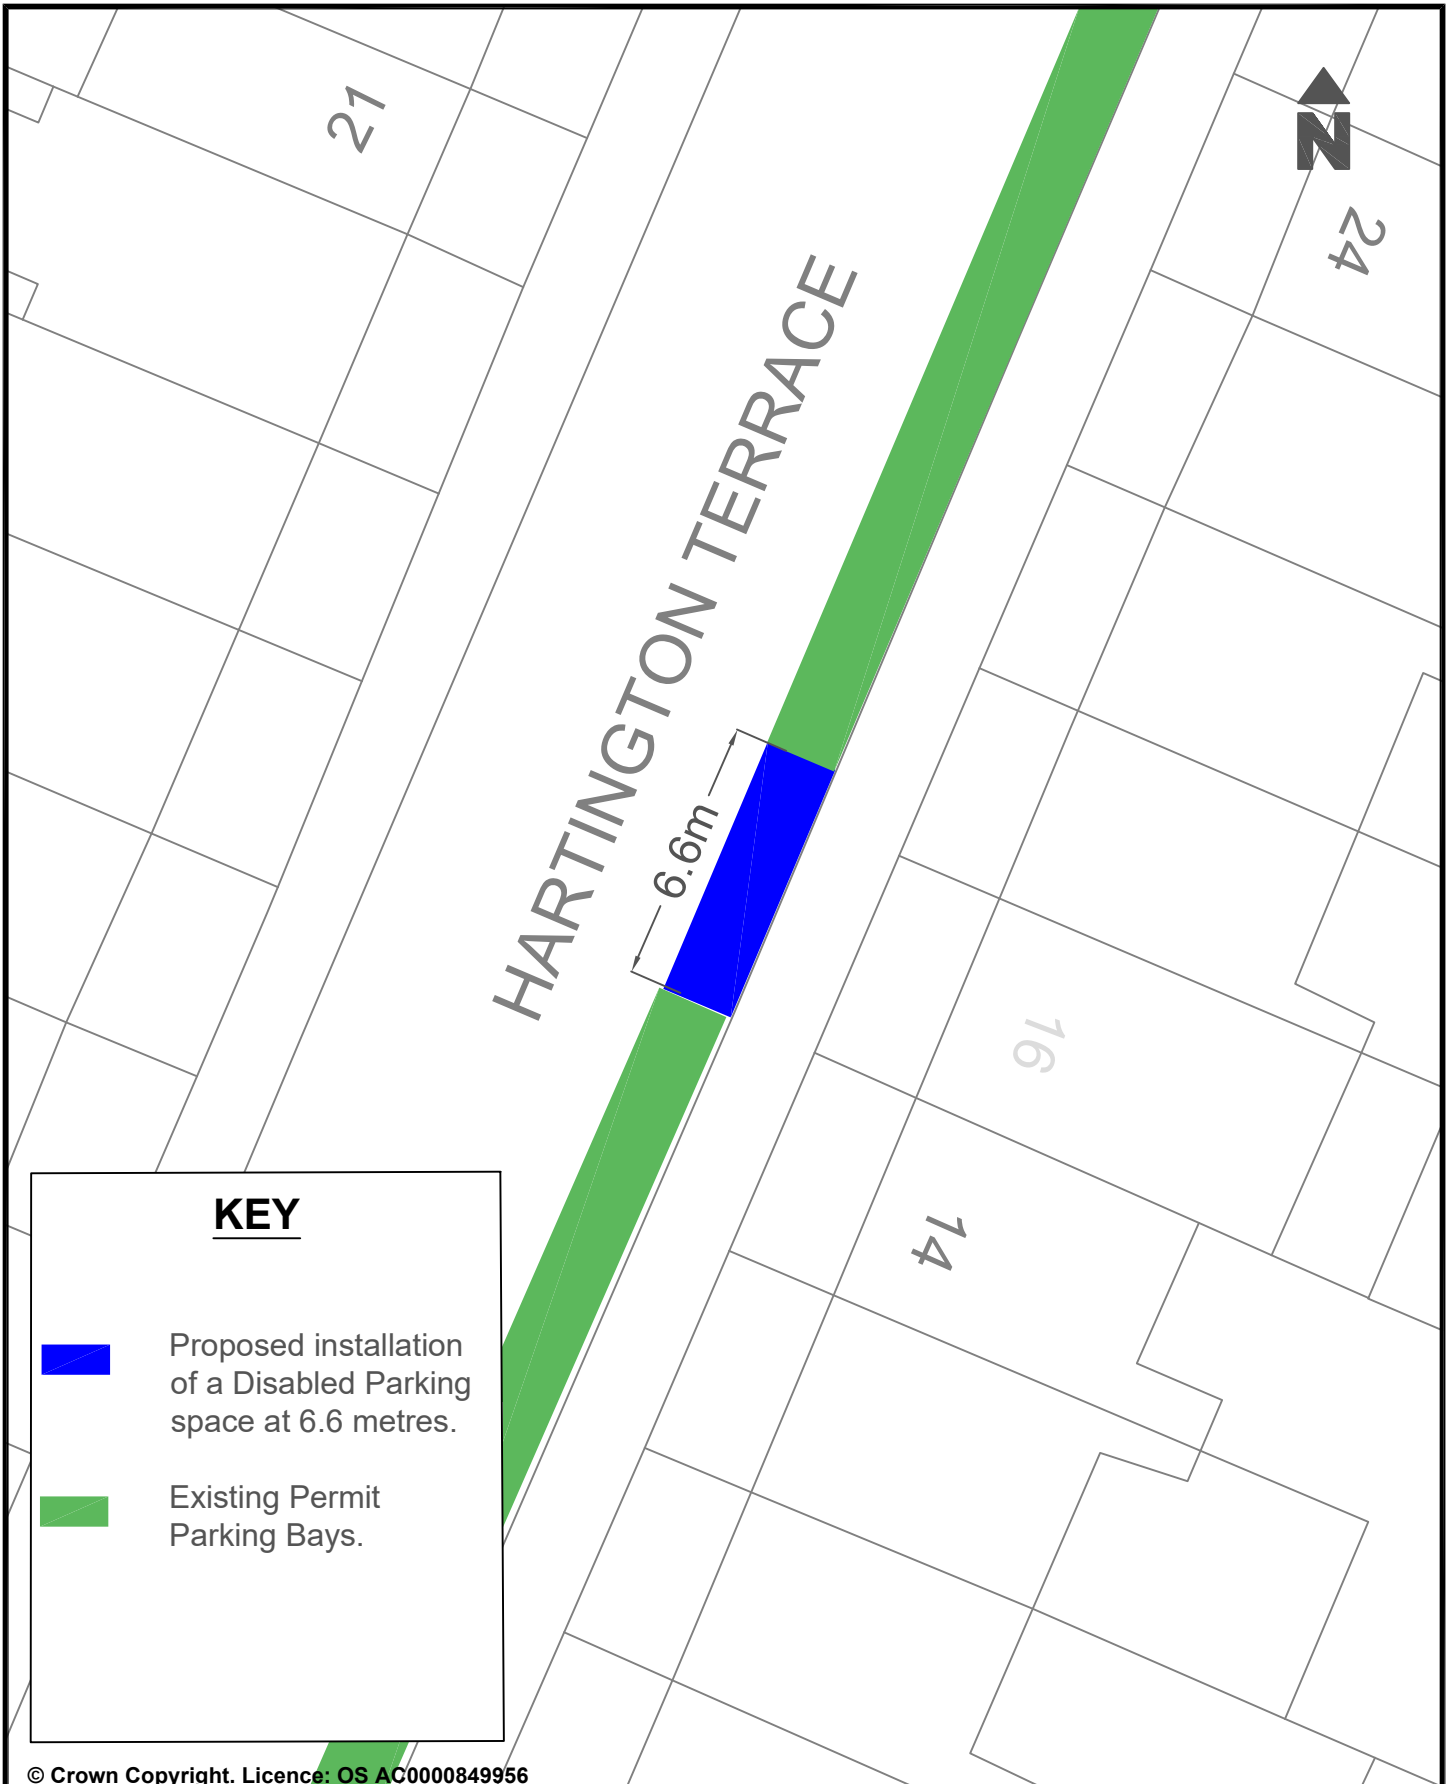 21
N
24
HARTINGTON TERRACE
6.6m
16
14
KEY
Proposed installation
of a Disabled Parking
space at 6.6 metres.
Existing Permit
Parking Bays.
© Crown Copyright. Licence: OS AC0000849956